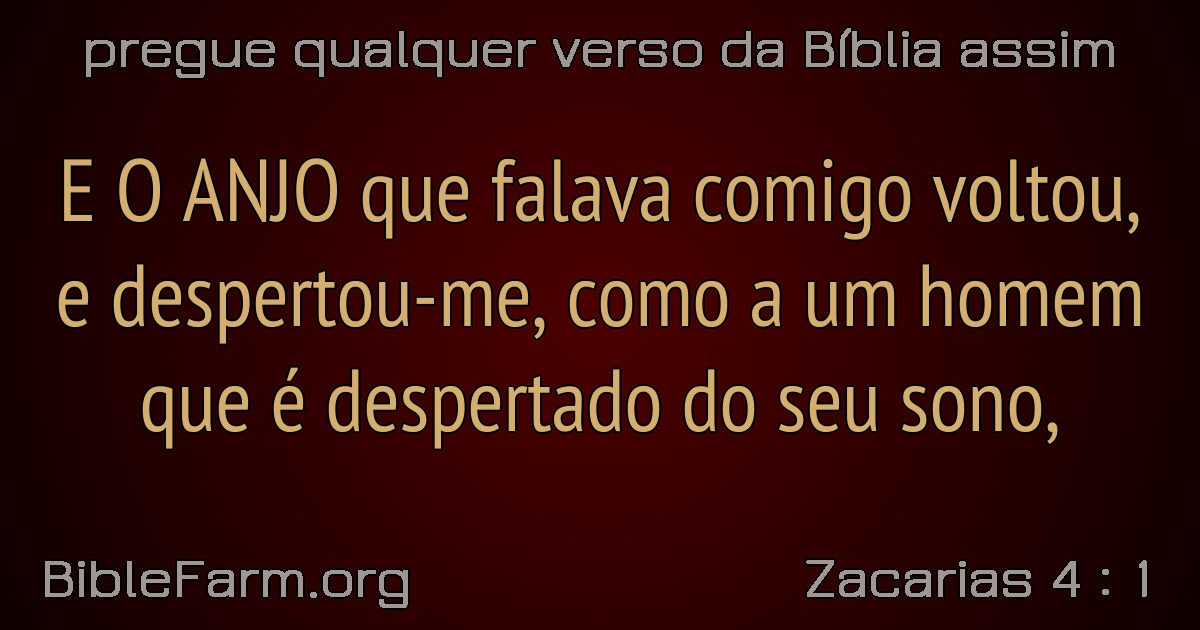 pregue qualquer verso da Bíblia assim
E O ANJO que falava comigo voltou,
e despertou-me, como a um homem
que é despertado do seu sono,
BibleFarm.org
Zacarias 4 : 1